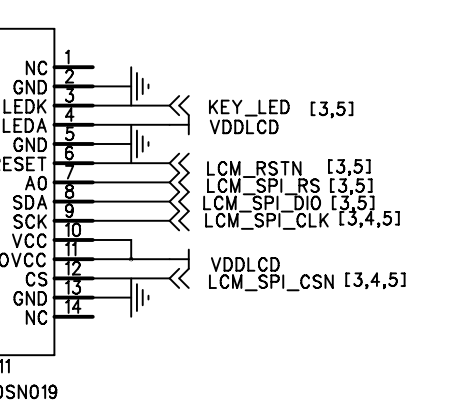 NC 1
GND 2
LEDK 3 KEY_LED [3,5]
LEDA 4 VDDLCD
GND 5
RESET 6 LCM_RSTN [3,5]
A0 7 LCM_SPI_RS [3,5]
SDA 8 LCM_SPI_DIO [3,5]
SCK 9 LCM_SPI_CLK [3,4,5]
VCC 10
OVCC 11 VDDLCD
CS 12 LCM_SPI_CSN [3,4,5]
GND 13
NC 14
11
0SN019